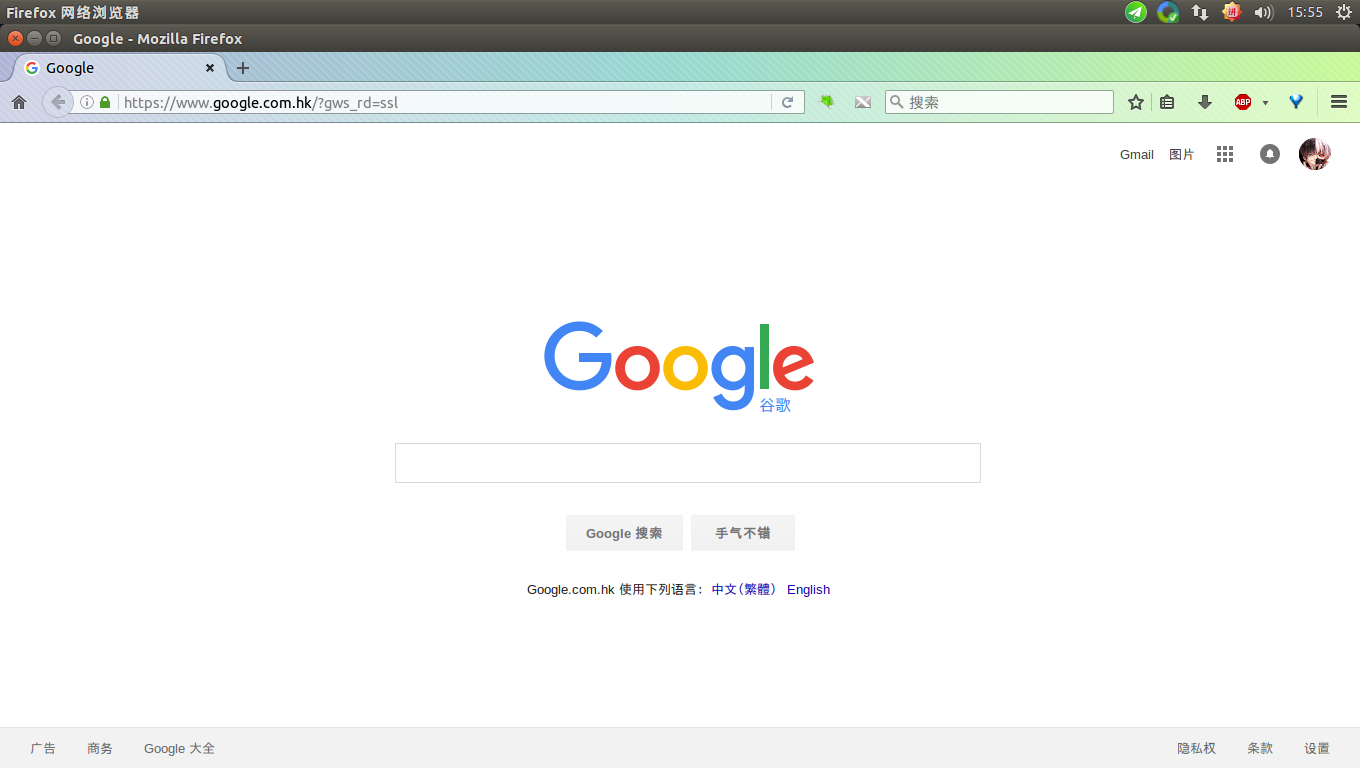 Firefox 网络浏览器
拼
15:55
Google - Mozilla Firefox
Google
https://www.google.com.hk/?gws_rd=ssl
搜索
ABP
Gmail 图片
Google
谷歌
Google 搜索 手气不错
Google.com.hk 使用下列语言: 中文(繁體) English
广告 商务 Google 大全 隐私权 条款 设置